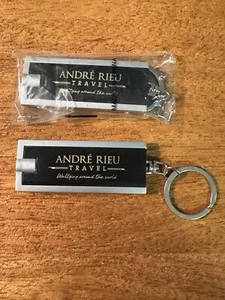 ANDRÉ RIEU
TRAVEL
Waltzing around the world
ANDRÉ RIEU
TRAVEL
Waltzing around the world